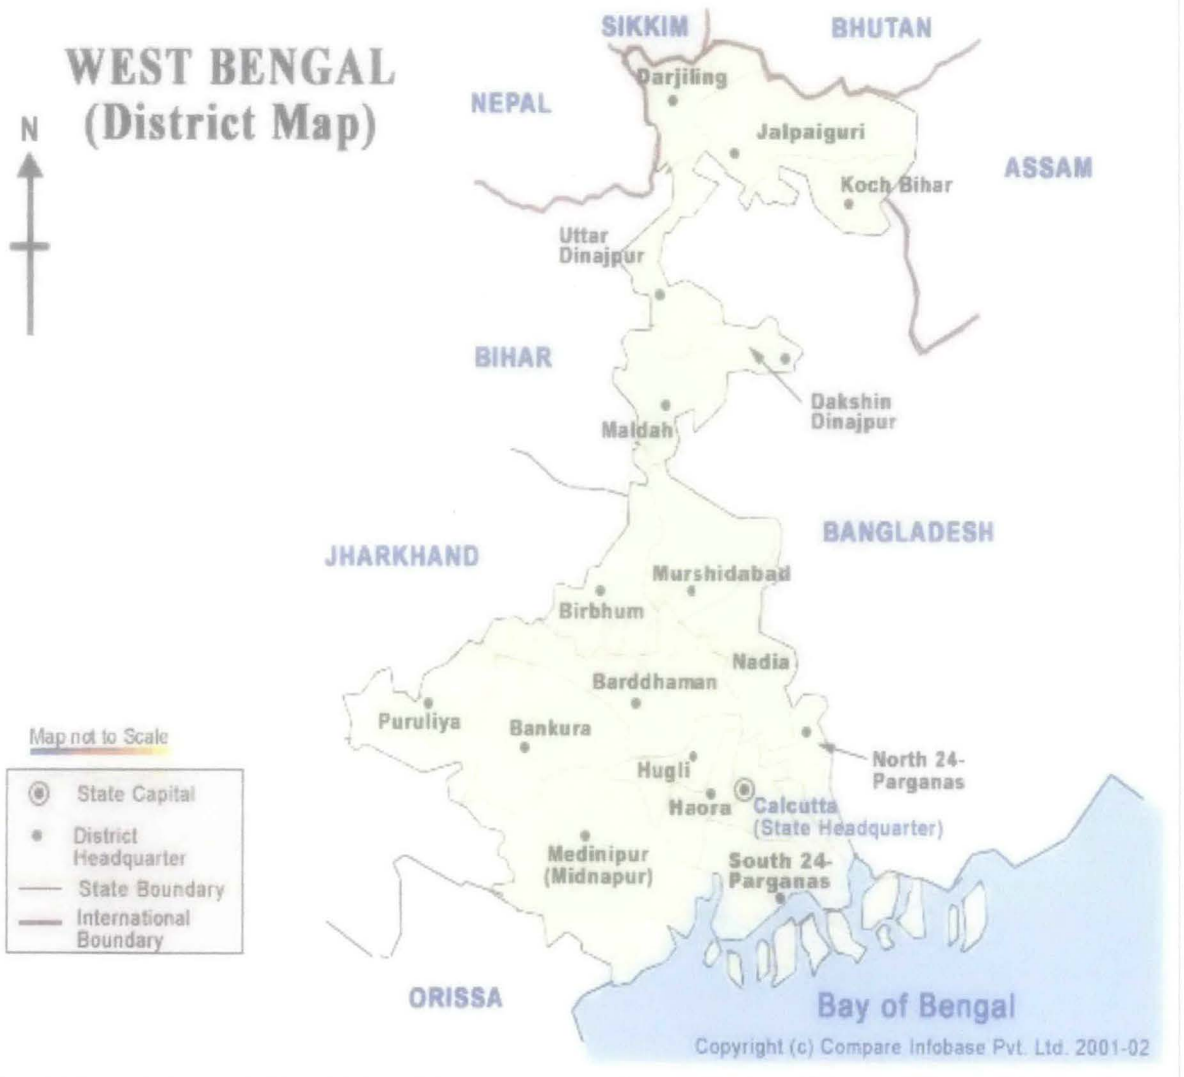 WEST BENGAL
(District Map)
N
SIKKIM
BHUTAN
NEPAL
Darjiling
Jalpaiguri
ASSAM
Koch Bihar
Uttar
Dinajpur
BIHAR
Dakshin
Dinajpur
Maldah
BANGLADESH
JHARKHAND
Murshidabad
Birbhum
Nadia
Barddhaman
Puruliya
Bankura
Hugli
North 24-
Parganas
Haora
Calcutta
(State Headquarter)
Medinipur
(Midnapur)
South 24-
Parganas
Map not to Scale
State Capital
District
Headquarter
State Boundary
International
Boundary
ORISSA
Bay of Bengal
Copyright (c) Compare Infobase Pvt. Ltd. 2001-02